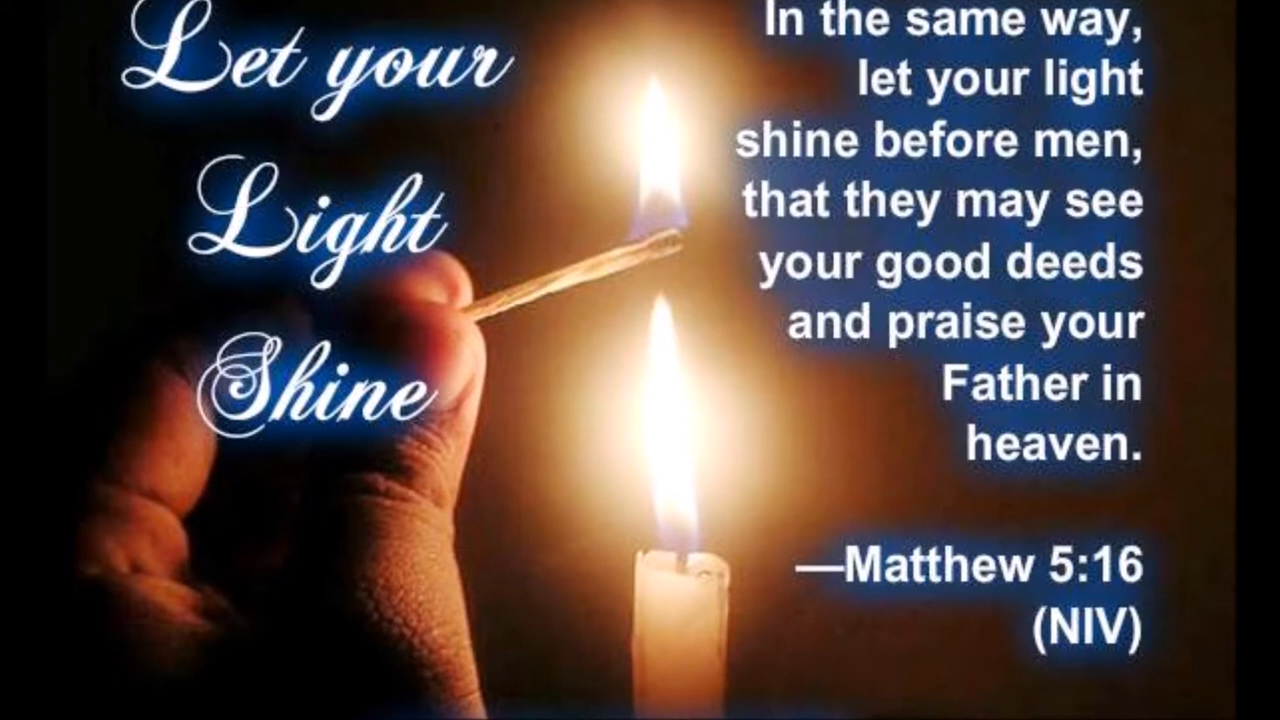 Let your
Light
Shine
In the same way,
let your light
shine before men,
that they may see
your good deeds
and praise your
Father in
heaven.
—Matthew 5:16
(NIV)